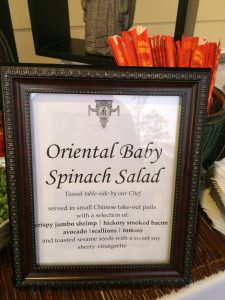 Oriental Baby
Spinach Salad
Tossed table-side by our Chef
served in small Chinese take-out pails
with a selection of:
crispy jumbo shrimp | hickory smoked bacon
avocado |scallions | tomato
and toasted sesame seeds with a sweet soy
sherry vinaigrette